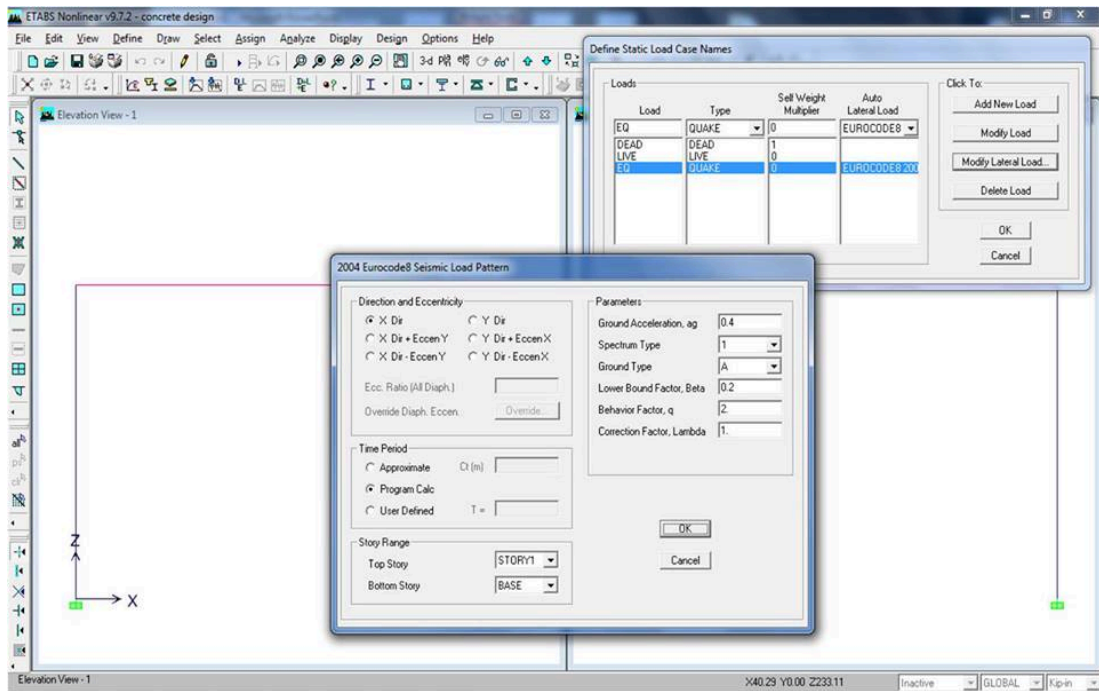 ETABS Nonlinear v9.7.2 - concrete design
File Edit View Define Draw Select Assign Analyze Display Design Options Help
3-d
Elevation View - 1
Define Static Load Case Names
Loads
Load Type Self Weight Multiplier Auto Lateral Load
EQ QUAKE 0 EUROCODE8
DEAD DEAD 1
LIVE LIVE 0
EQ QUAKE 0 EUROCODE8 200
Click To:
Add New Load
Modify Load
Modify Lateral Load...
Delete Load
OK
Cancel
2004 Eurocode8 Seismic Load Pattern
Direction and Eccentricity
X Dir Y Dir
X Dir + Eccen Y Y Dir + Eccen X
X Dir - Eccen Y Y Dir - Eccen X
Ecc. Ratio (All Diaph.)
Override Diaph. Eccen. Override...
Time Period
Approximate Ct (m)
Program Calc
User Defined T =
Story Range
Top Story STORY1
Bottom Story BASE
Parameters
Ground Acceleration, ag 0.4
Spectrum Type 1
Ground Type A
Lower Bound Factor, Beta 0.2
Behavior Factor, q 2.
Correction Factor, Lambda 1.
OK
Cancel
all
Z
X
Elevation View - 1
X40.29 Y0.00 Z233.11
Inactive
GLOBAL
Kip-in